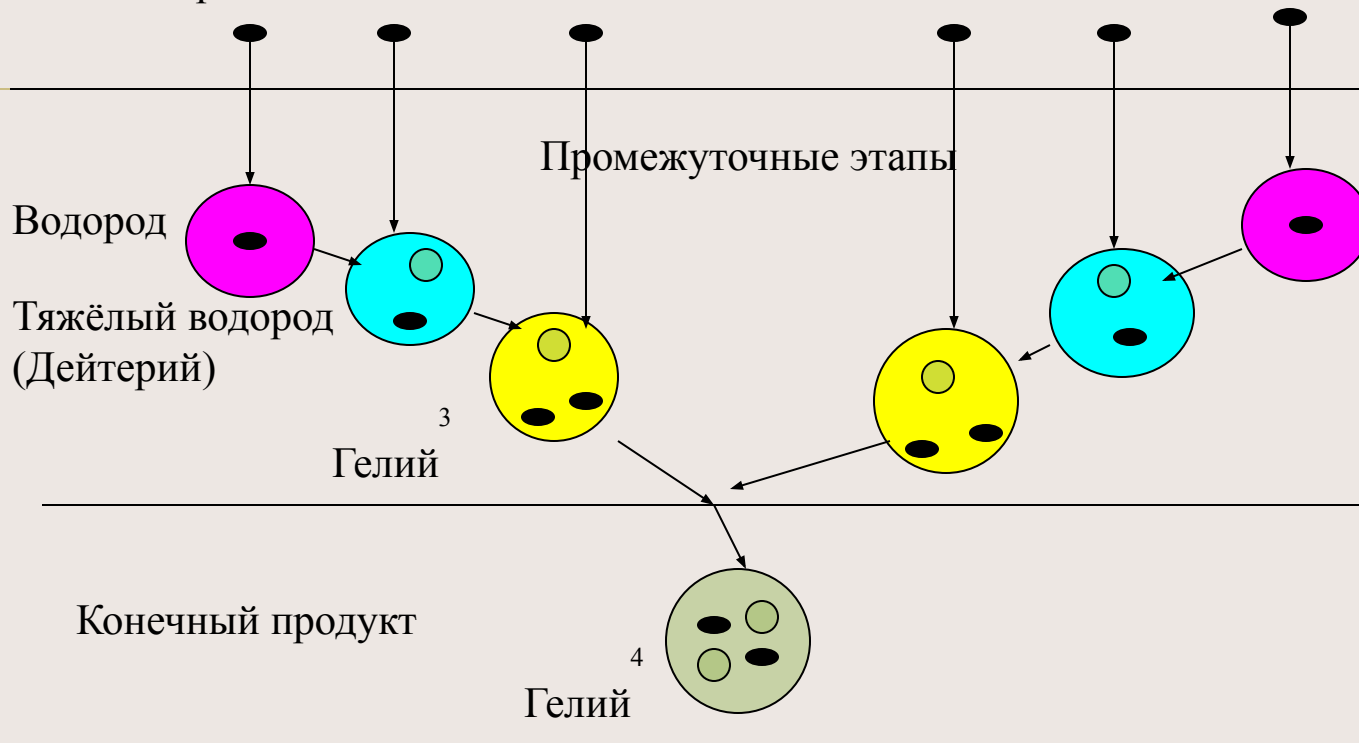 Промежуточные этапы
Водород
Тяжёлый водород
(Дейтерий)
3
Гелий
Конечный продукт
4
Гелий